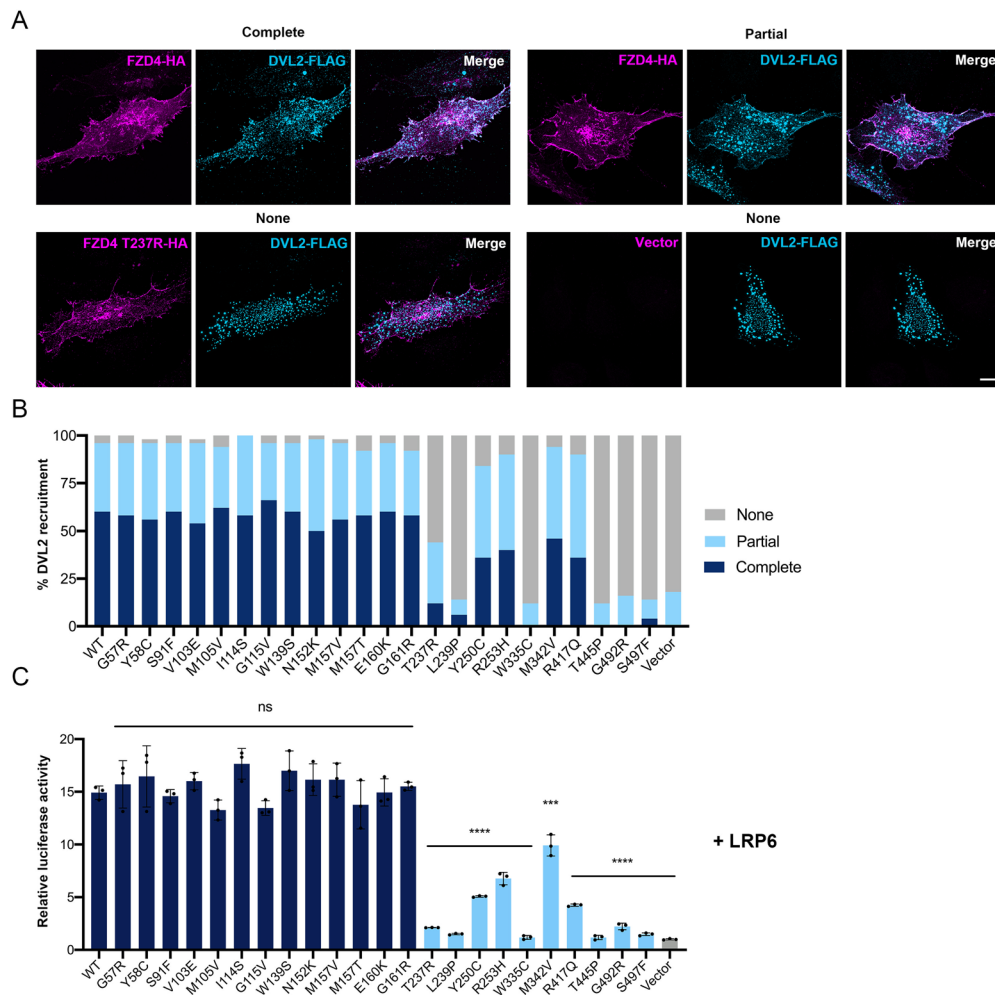 A
Complete
Partial
FZD4-HA
DVL2-FLAG
Merge
FZD4-HA
DVL2-FLAG
Merge
None
None
FZD4 T237R-HA
DVL2-FLAG
Merge
Vector
DVL2-FLAG
Merge
B
% DVL2 recruitment
100
75
50
25
0
None
Partial
Complete
WT G57R Y58C S91F V103E M105V I114S G115V W139S N152K M157V M157T E160K G161R T237R L239P Y250C R253H W335C M342V R417Q T445P G492R S497F Vector
C
Relative luciferase activity
20
15
10
5
0
ns
****
***
****
+ LRP6
WT G57R Y58C S91F V103E M105V I114S G115V W139S N152K M157V M157T E160K G161R T237R L239P Y250C R253H W335C M342V R417Q T445P G492R S497F Vector